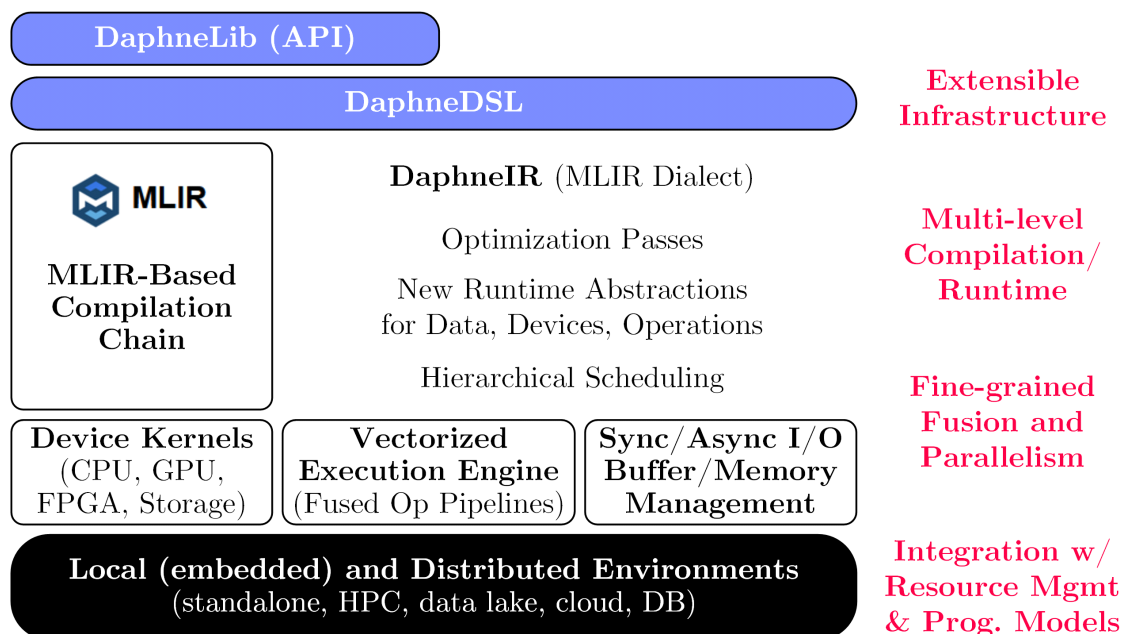 DaphneLib (API)
DaphneDSL
MLIR
MLIR-Based
Compilation
Chain
DaphneIR (MLIR Dialect)
Optimization Passes
New Runtime Abstractions
for Data, Devices, Operations
Hierarchical Scheduling
Device Kernels
(CPU, GPU,
FPGA, Storage)
Vectorized
Execution Engine
(Fused Op Pipelines)
Sync/Async I/O
Buffer/Memory
Management
Local (embedded) and Distributed Environments
(standalone, HPC, data lake, cloud, DB)
Extensible
Infrastructure
Multi-level
Compilation/
Runtime
Fine-grained
Fusion and
Parallelism
Integration w/
Resource Mgmt
& Prog. Models